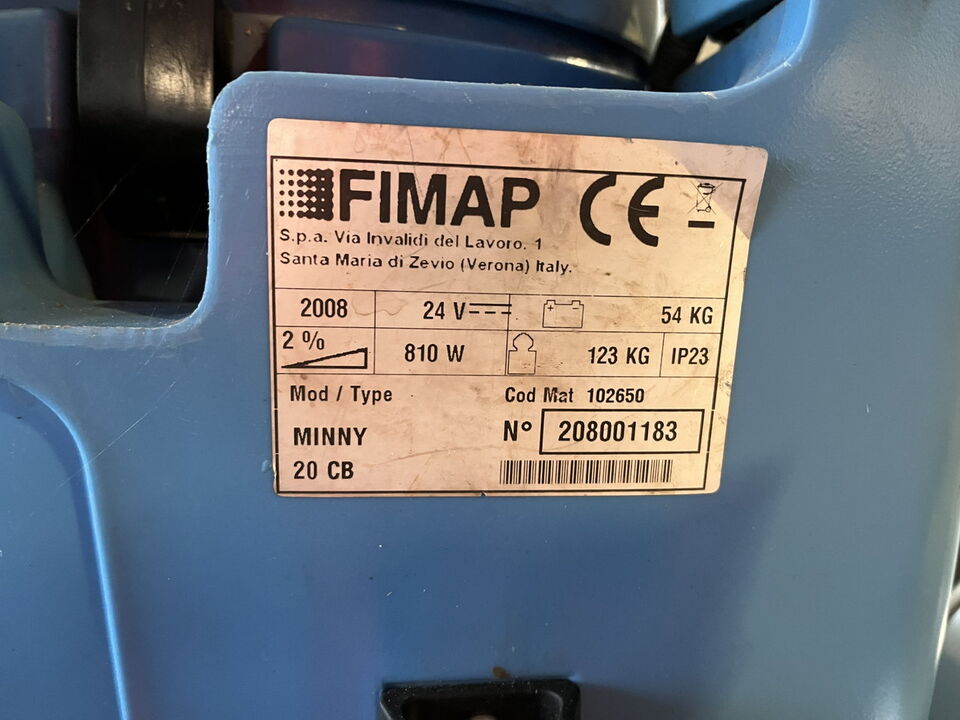 FIMAP CE
S.p.a. Via Invalidi del Lavoro, 1
Santa Maria di Zevio (Verona) Italy.
2008 24 V 54 KG
2 % 810 W 123 KG IP23
Mod / Type Cod Mat 102650
MINNY N° 208001183
20 CB